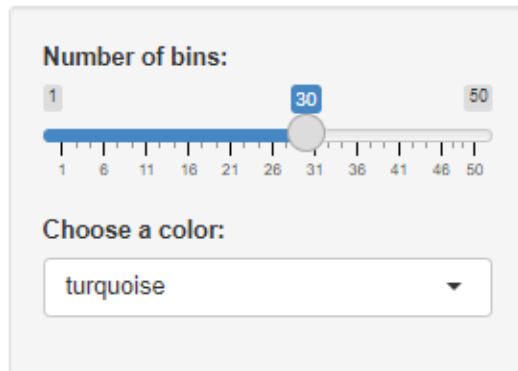 Number of bins:
1 30 50
1 6 11 16 21 26 31 36 41 46 50
Choose a color:
turquoise